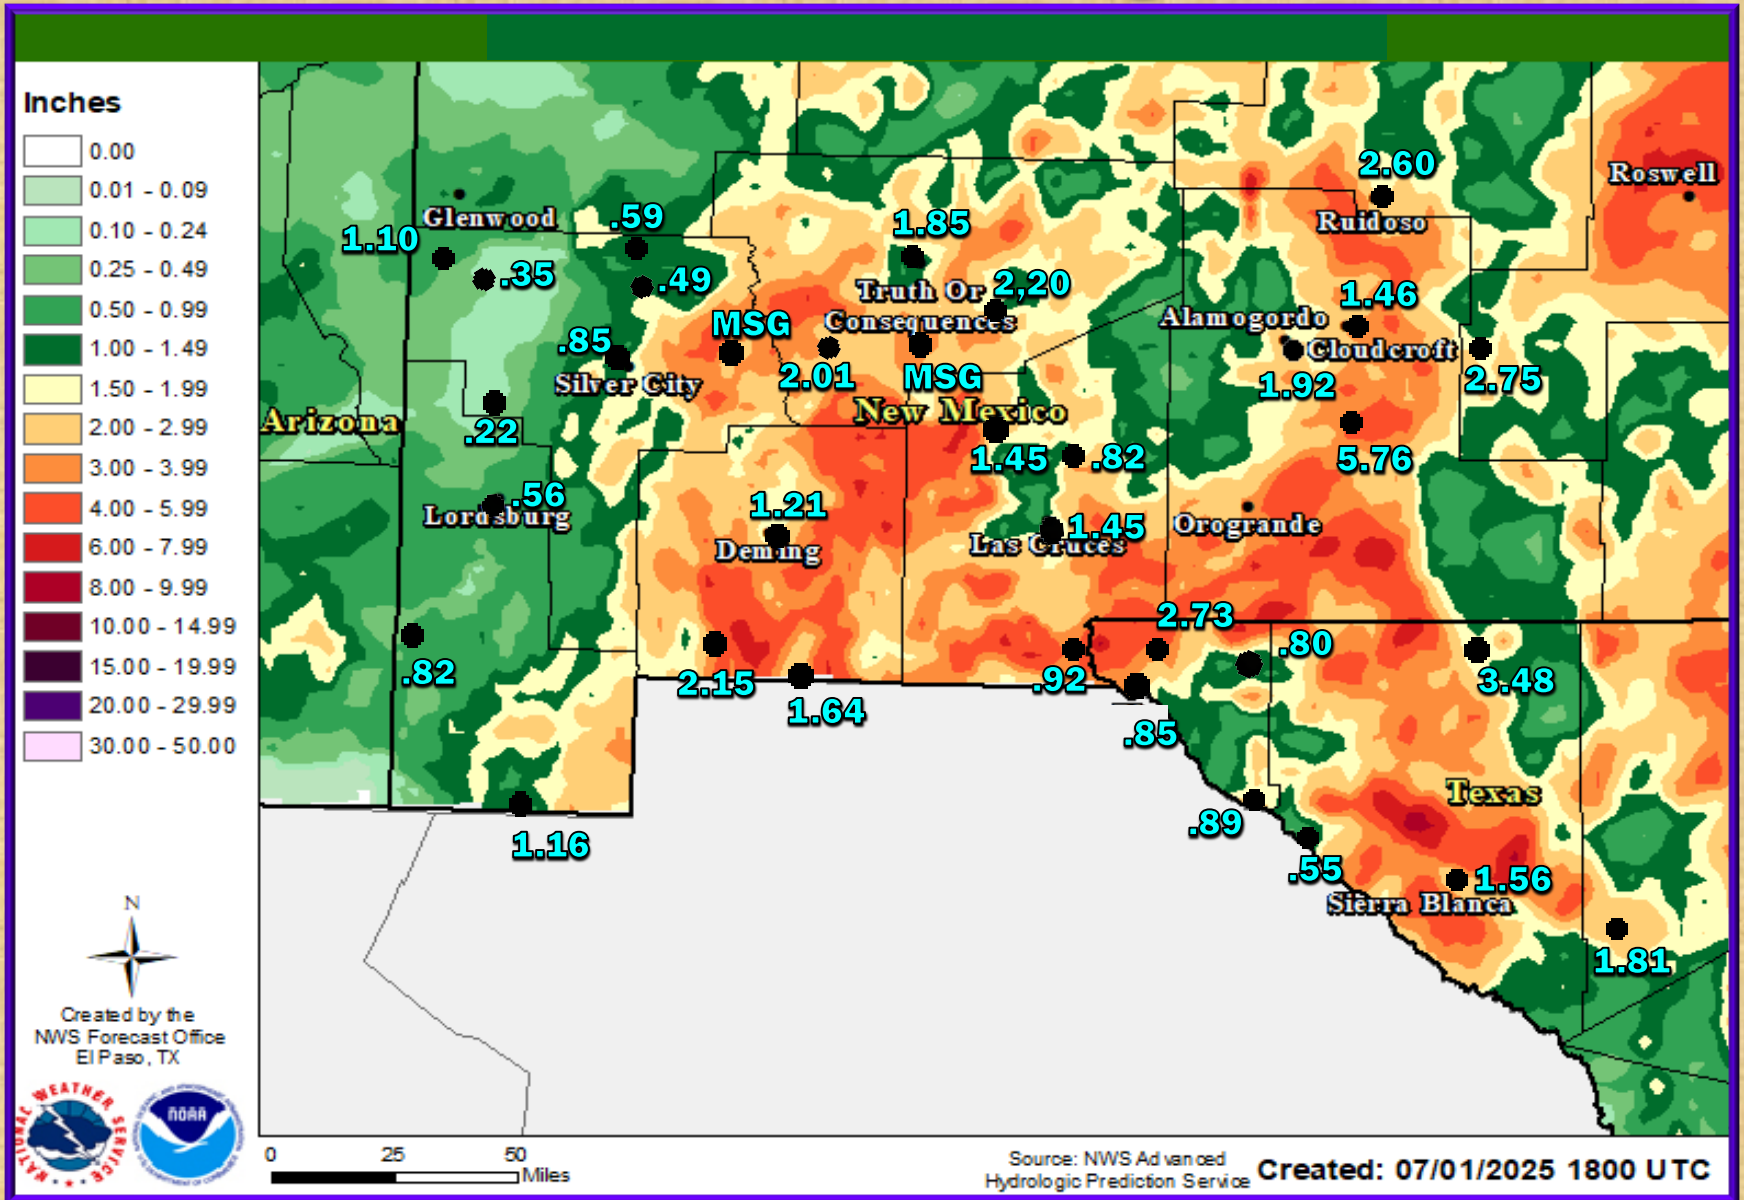 Inches
0.00
0.01 - 0.09
0.10 - 0.24
0.25 - 0.49
0.50 - 0.99
1.00 - 1.49
1.50 - 1.99
2.00 - 2.99
3.00 - 3.99
4.00 - 5.99
6.00 - 7.99
8.00 - 9.99
10.00 - 14.99
15.00 - 19.99
20.00 - 29.99
30.00 - 50.00
N
Created by the
NWS Forecast Office
El Paso, TX
NATIONAL WEATHER SERVICE
NOAA
2.60
Roswell
Glenwood
.59
1.85
Ruidoso
1.10
.35
.49
Truth Or
Consequences
2,20
1.46
MSG
Alamogordo
.85
Cloudcroft
Silver City
2.01
MSG
1.92
2.75
Arizona
New Mexico
.22
1.45
.82
5.76
.56
Lordsburg
1.21
Deming
Las Cruces
1.45
Orogrande
2.73
.80
.82
2.15
.92
3.48
1.64
.85
Texas
.89
1.16
.55
1.56
Sierra Blanca
1.81
0 25 50
Miles
Source: NWS Advanced
Hydrologic Prediction Service
Created: 07/01/2025 1800 UTC